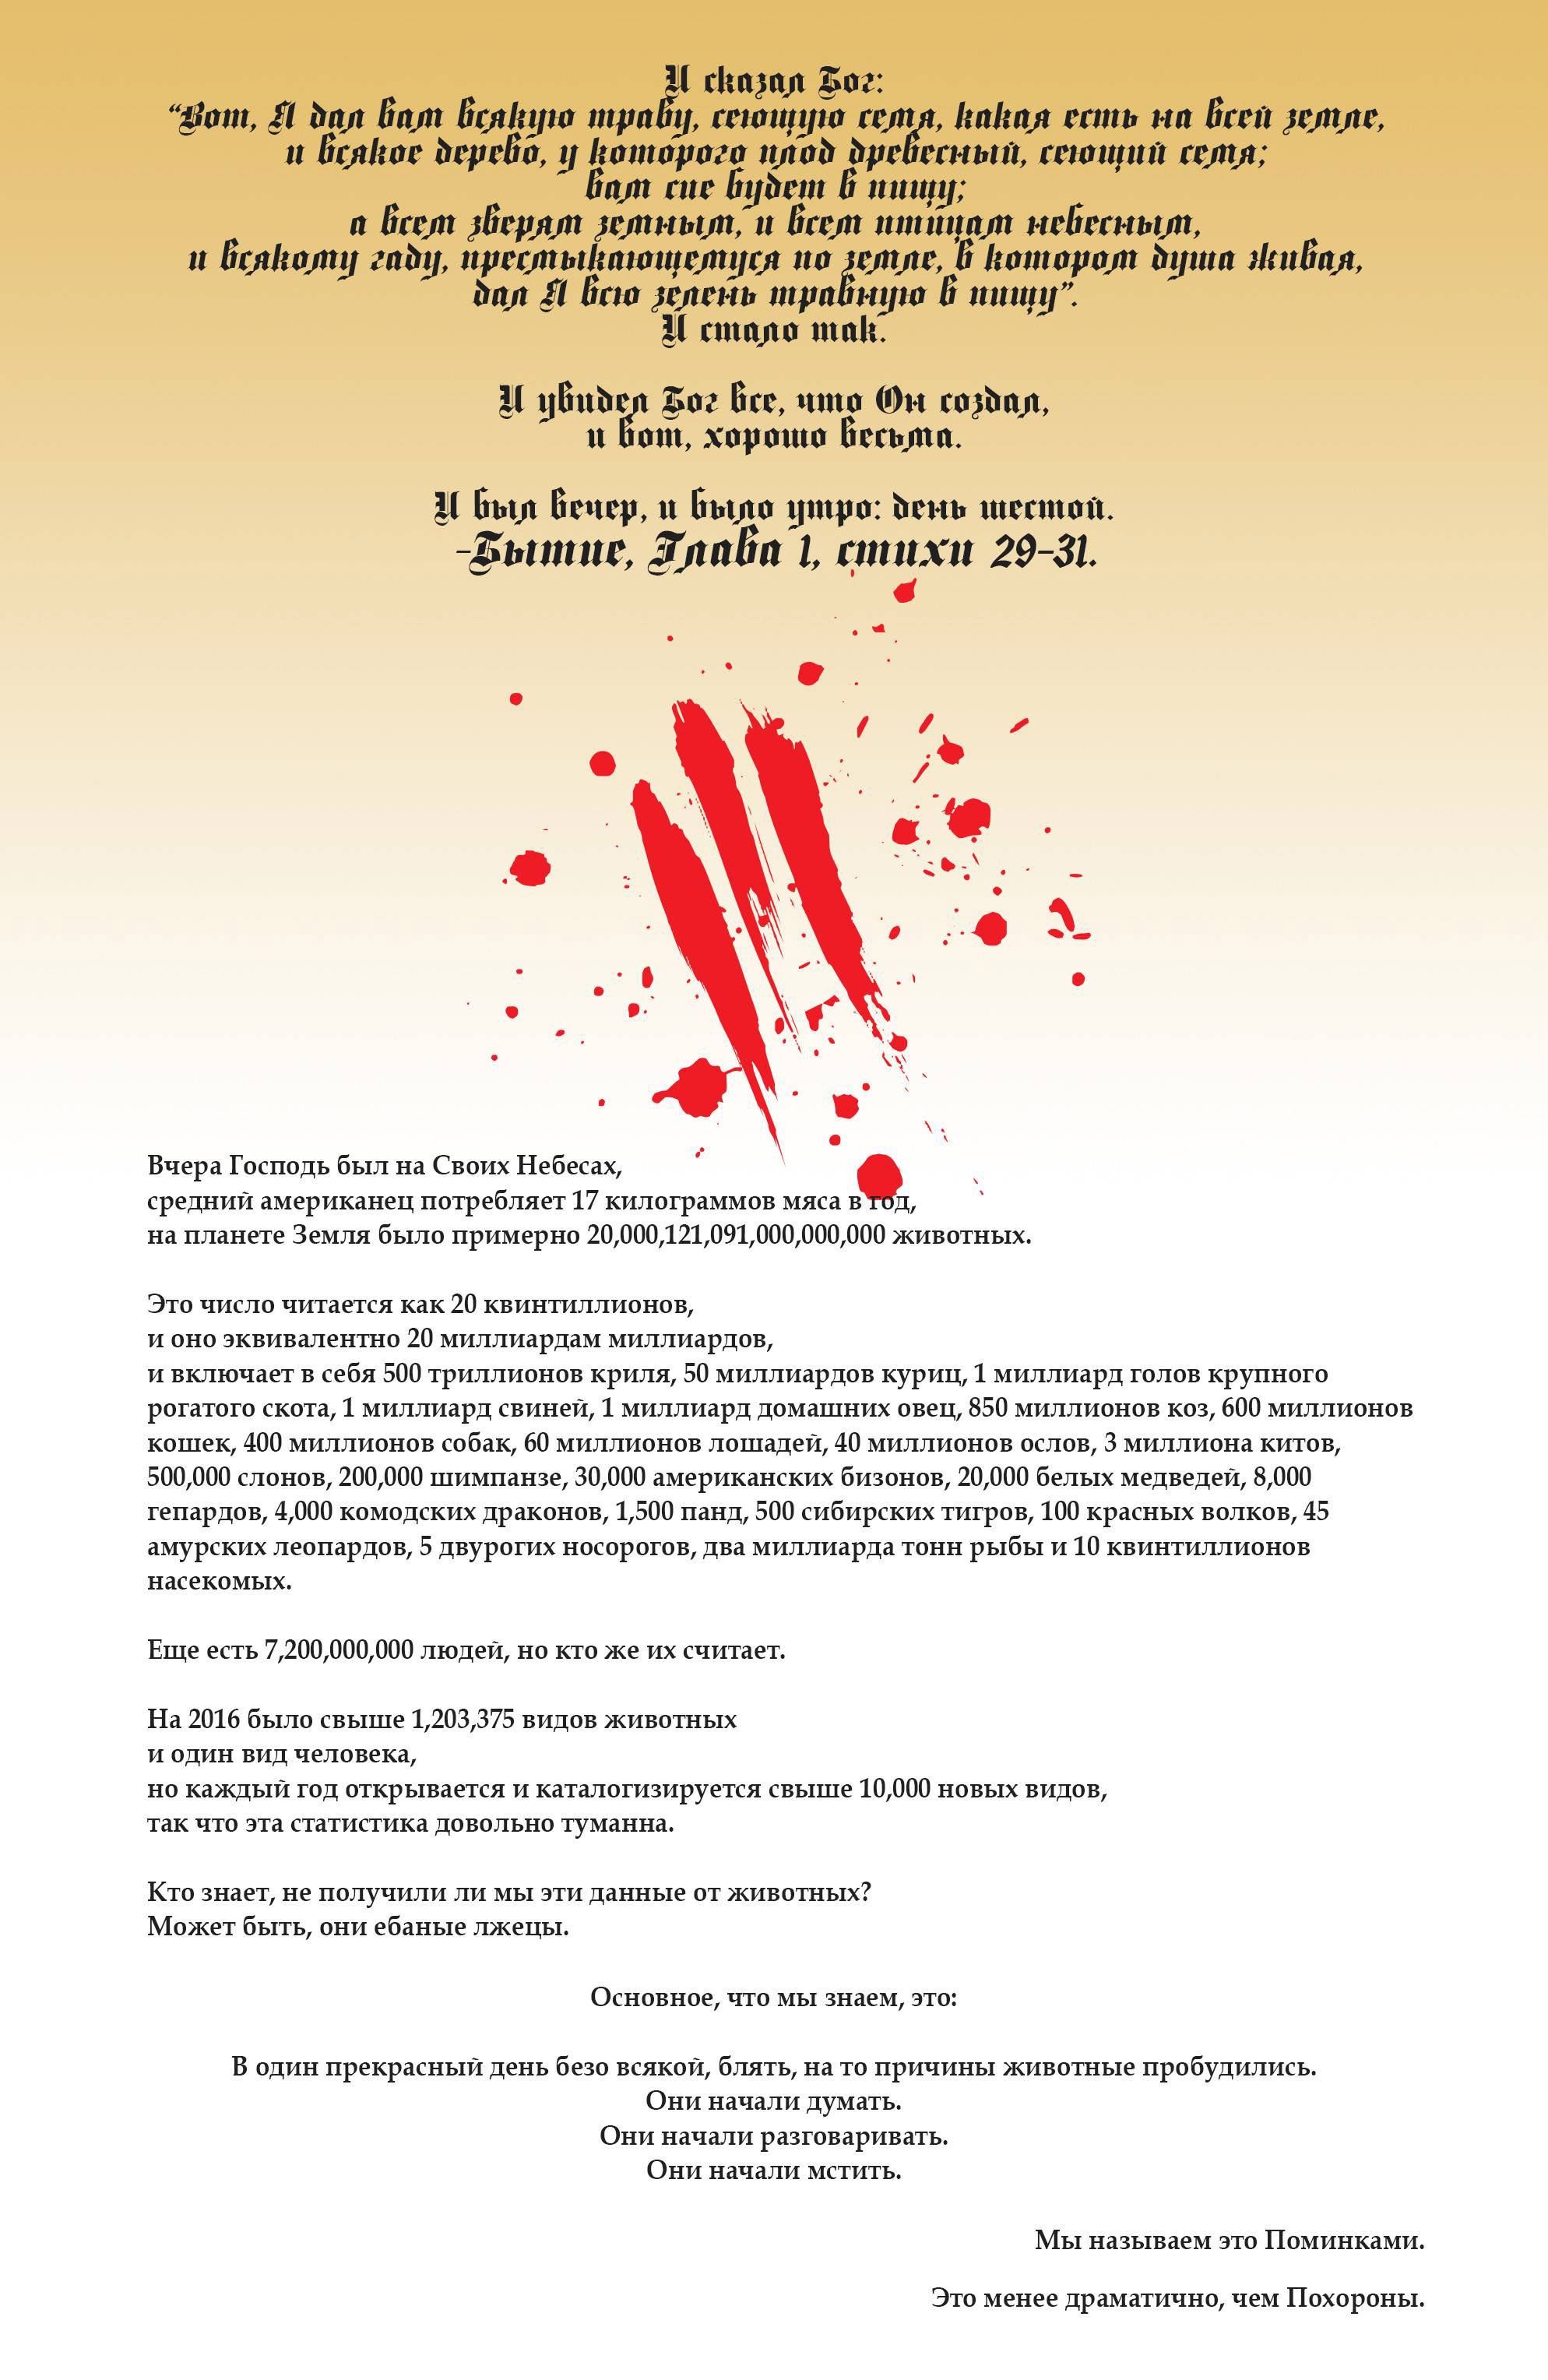 И сказал Бог:
“Вот, Я дал вам всякую траву, сеющую семя, какая есть на всей земле,
и всякое дерево, у которого плод древесный, сеющий семя;
вам сие будет в пищу;
а всем зверям земным, и всем птицам небесным,
и всякому гаду, пресмыкающемуся по земле, в котором душа живая,
дал Я всю зелень травную в пищу”.
И стало так.
И увидел Бог все, что Он создал,
и вот, хорошо весьма.
И был вечер, и было утро: день шестой.
-Бытие, Глава 1, стихи 29-31.
Вчера Господь был на Своих Небесах,
средний американец потребляет 17 килограммов мяса в год,
на планете Земля было примерно 20,000,121,091,000,000,000 животных.
Это число читается как 20 квинтиллионов,
и оно эквивалентно 20 миллиардам миллиардов,
и включает в себя 500 триллионов криля, 50 миллиардов куриц, 1 миллиард голов крупного
рогатого скота, 1 миллиард свиней, 1 миллиард домашних овец, 850 миллионов коз, 600 миллионов
кошек, 400 миллионов собак, 60 миллионов лошадей, 40 миллионов ослов, 3 миллиона китов,
500,000 слонов, 200,000 шимпанзе, 30,000 американских бизонов, 20,000 белых медведей, 8,000
гепардов, 4,000 комодских драконов, 1,500 панд, 500 сибирских тигров, 100 красных волков, 45
амурских леопардов, 5 двурогих носорогов, два миллиарда тонн рыбы и 10 квинтиллионов
насекомых.
Еще есть 7,200,000,000 людей, но кто же их считает.
На 2016 было свыше 1,203,375 видов животных
и один вид человека,
но каждый год открывается и каталогизируется свыше 10,000 новых видов,
так что эта статистика довольно туманна.
Кто знает, не получили ли мы эти данные от животных?
Может быть, они ебаные лжецы.
Основное, что мы знаем, это:
В один прекрасный день безо всякой, блять, на то причины животные пробудились.
Они начали думать.
Они начали разговаривать.
Они начали мстить.
Мы называем это Поминками.
Это менее драматично, чем Похороны.